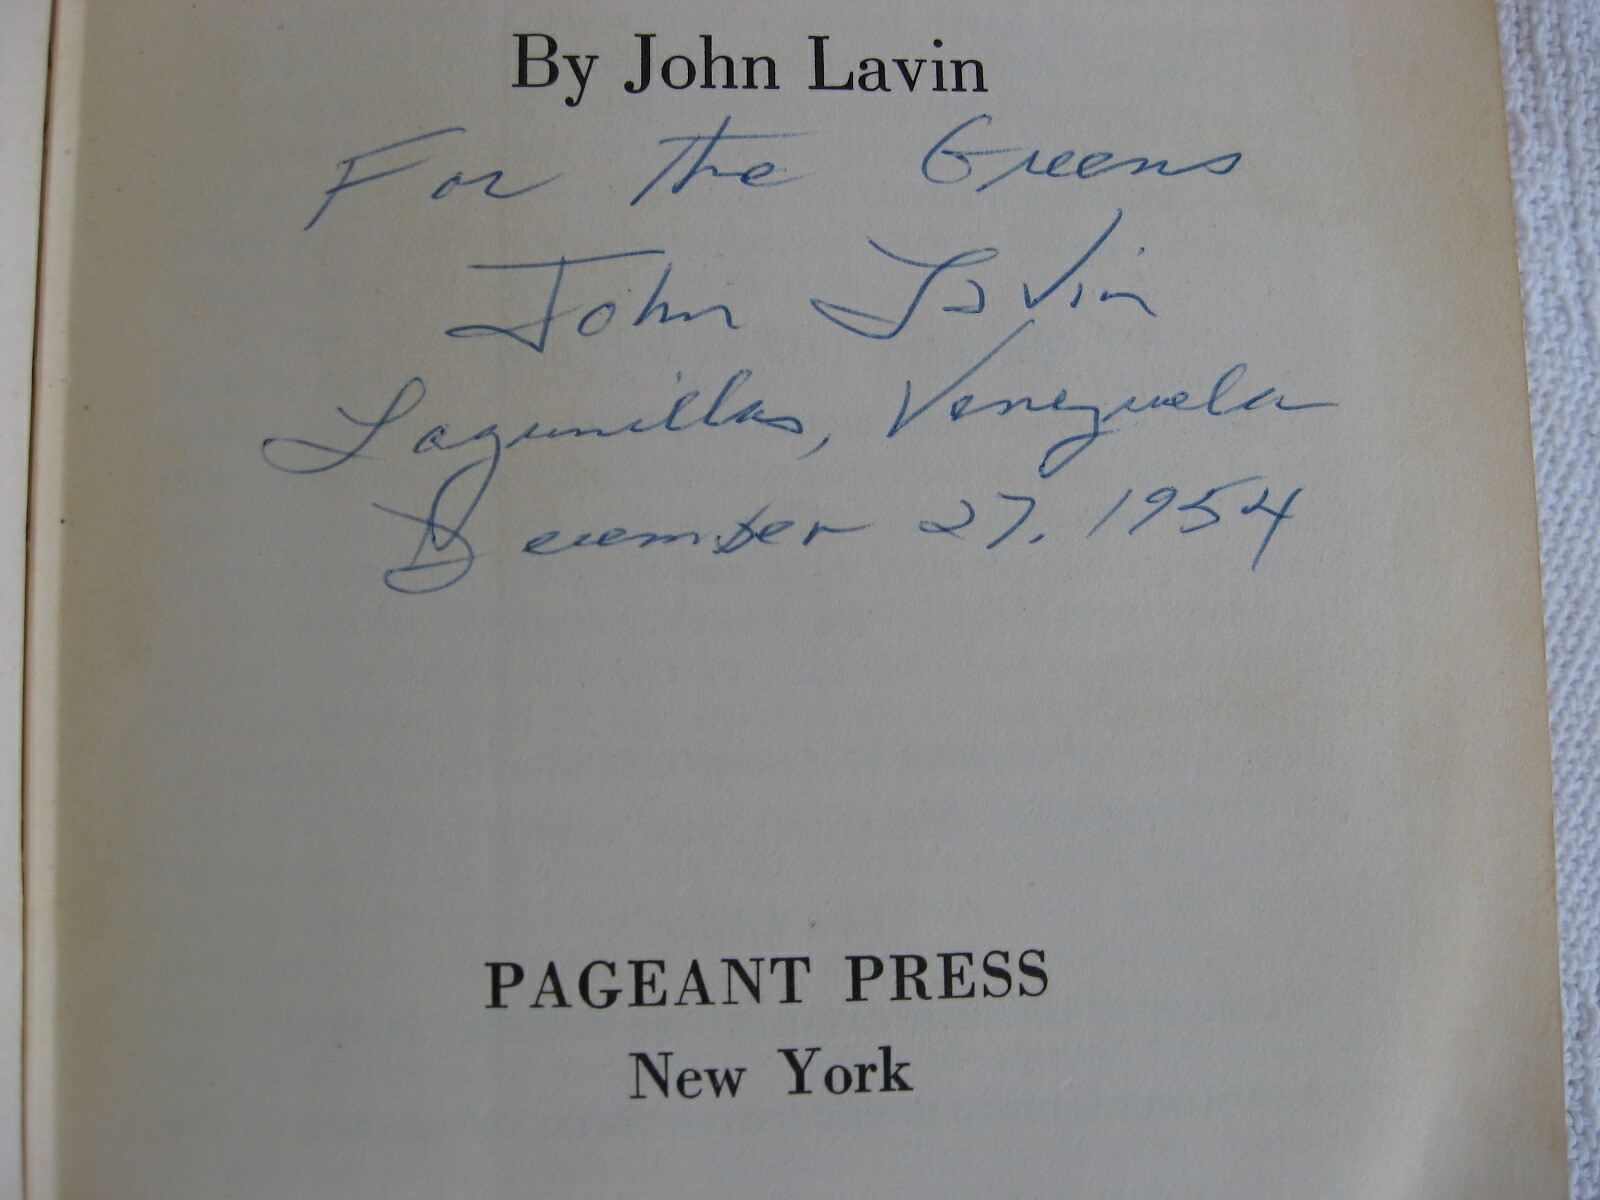 By John Lavin
For the Greens
John Lavin
Lagunillas, Venezuela
December 27, 1954
PAGEANT PRESS
New York